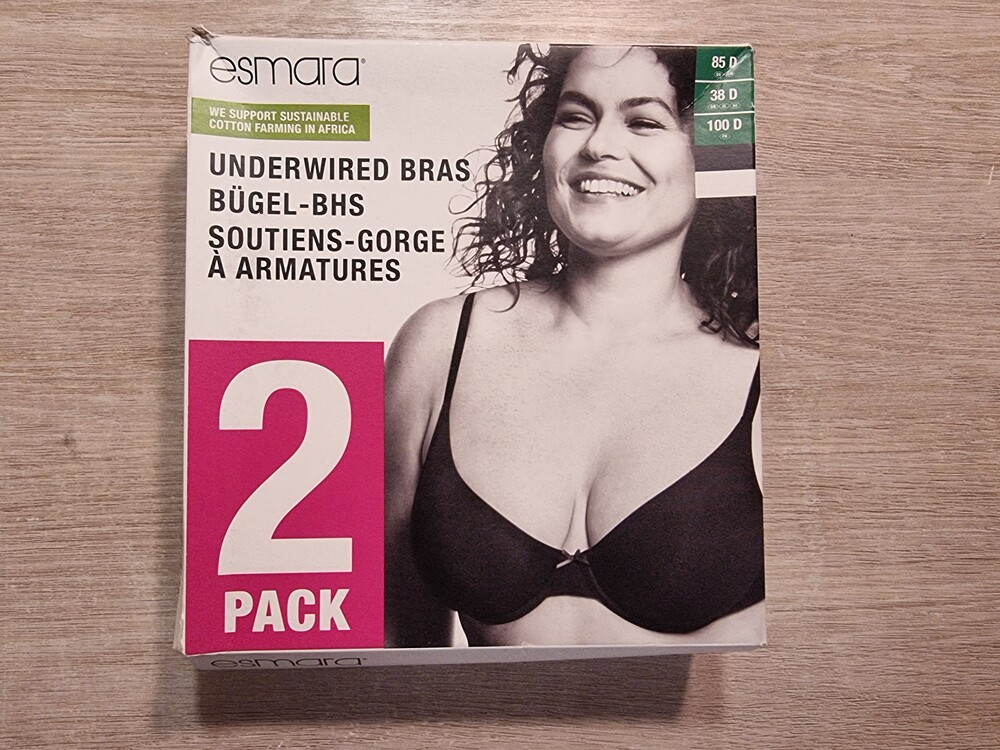 esmara®
WE SUPPORT SUSTAINABLE
COTTON FARMING IN AFRICA
UNDERWIRED BRAS
BÜGEL-BHS
SOUTIENS-GORGE
À ARMATURES
2
PACK
85 D
38 D
100 D
FR
esmara®